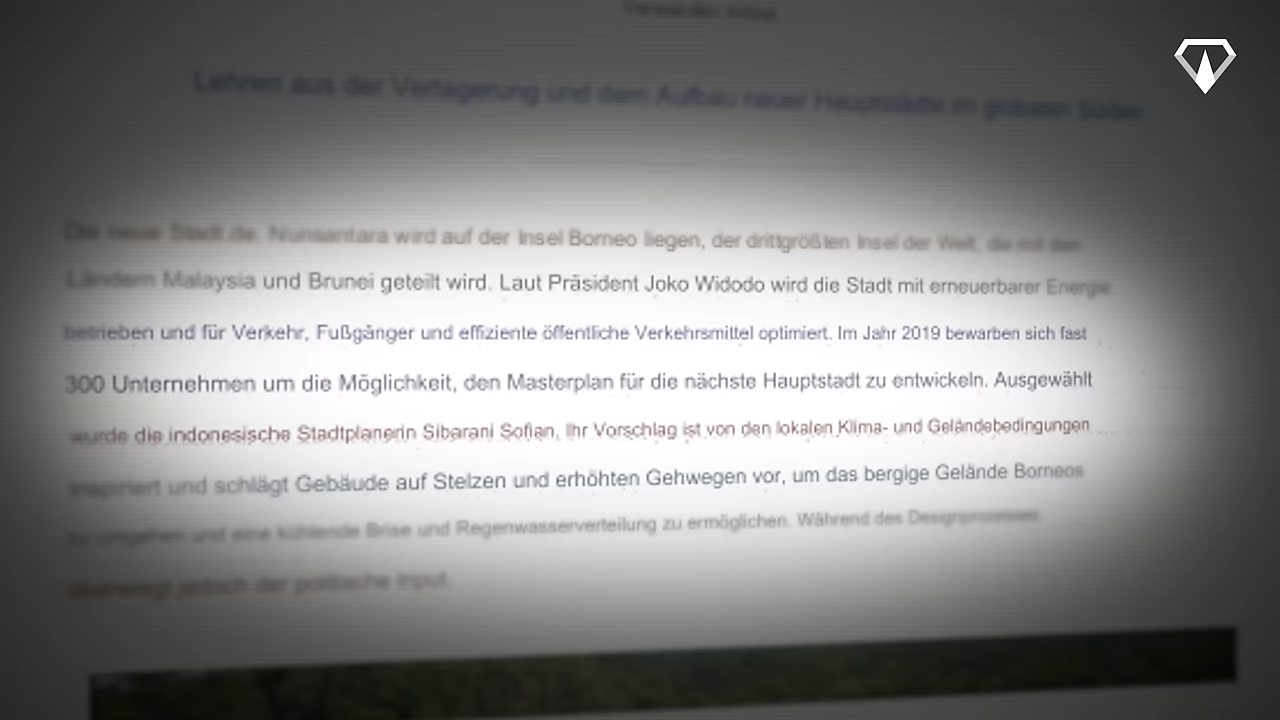 Verwandter Artikel
Lehren aus der Verlagerung und dem Aufbau neuer Hauptstädte im globalen Süden
Die neue Stadt.de. Nunsantara wird auf der Insel Borneo liegen, der drittgrößten Insel der Welt, die mit den
Ländern Malaysia und Brunei geteilt wird. Laut Präsident Joko Widodo wird die Stadt mit erneuerbarer Energie
betrieben und für Verkehr, Fußgänger und effiziente öffentliche Verkehrsmittel optimiert. Im Jahr 2019 bewarben sich fast
300 Unternehmen um die Möglichkeit, den Masterplan für die nächste Hauptstadt zu entwickeln. Ausgewählt
wurde die indonesische Stadtplanerin Sibarani Sofian, Ihr Vorschlag ist von den lokalen Klima- und Geländebedingungen
inspiriert und schlägt Gebäude auf Stelzen und erhöhten Gehwegen vor, um das bergige Gelände Borneos
zu umgehen und eine kühlende Brise und Regenwasserverteilung zu ermöglichen. Während des Designprozesses
überwiegt jedoch der politische Input.